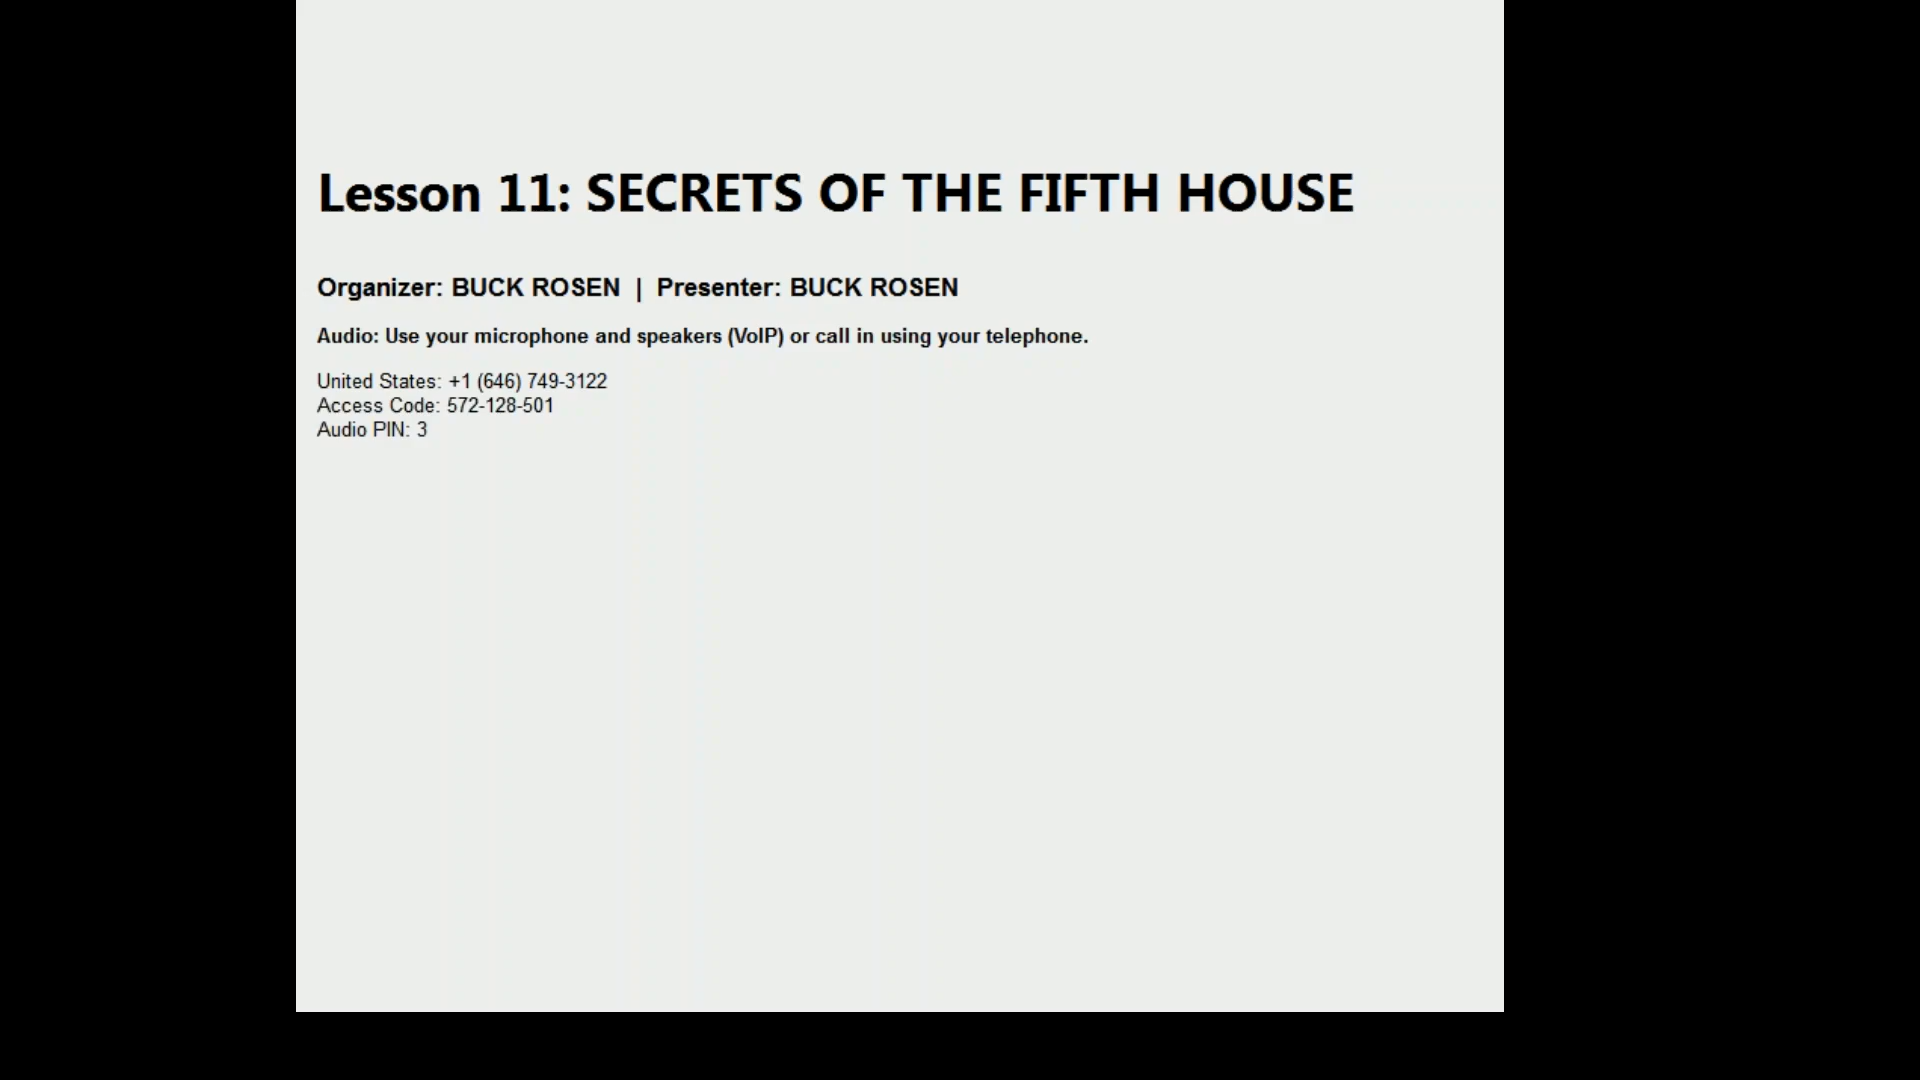 Lesson 11: SECRETS OF THE FIFTH HOUSE
Organizer: BUCK ROSEN | Presenter: BUCK ROSEN
Audio: Use your microphone and speakers (VoIP) or call in using your telephone.
United States: +1 (646) 749-3122
Access Code: 572-128-501
Audio PIN: 3